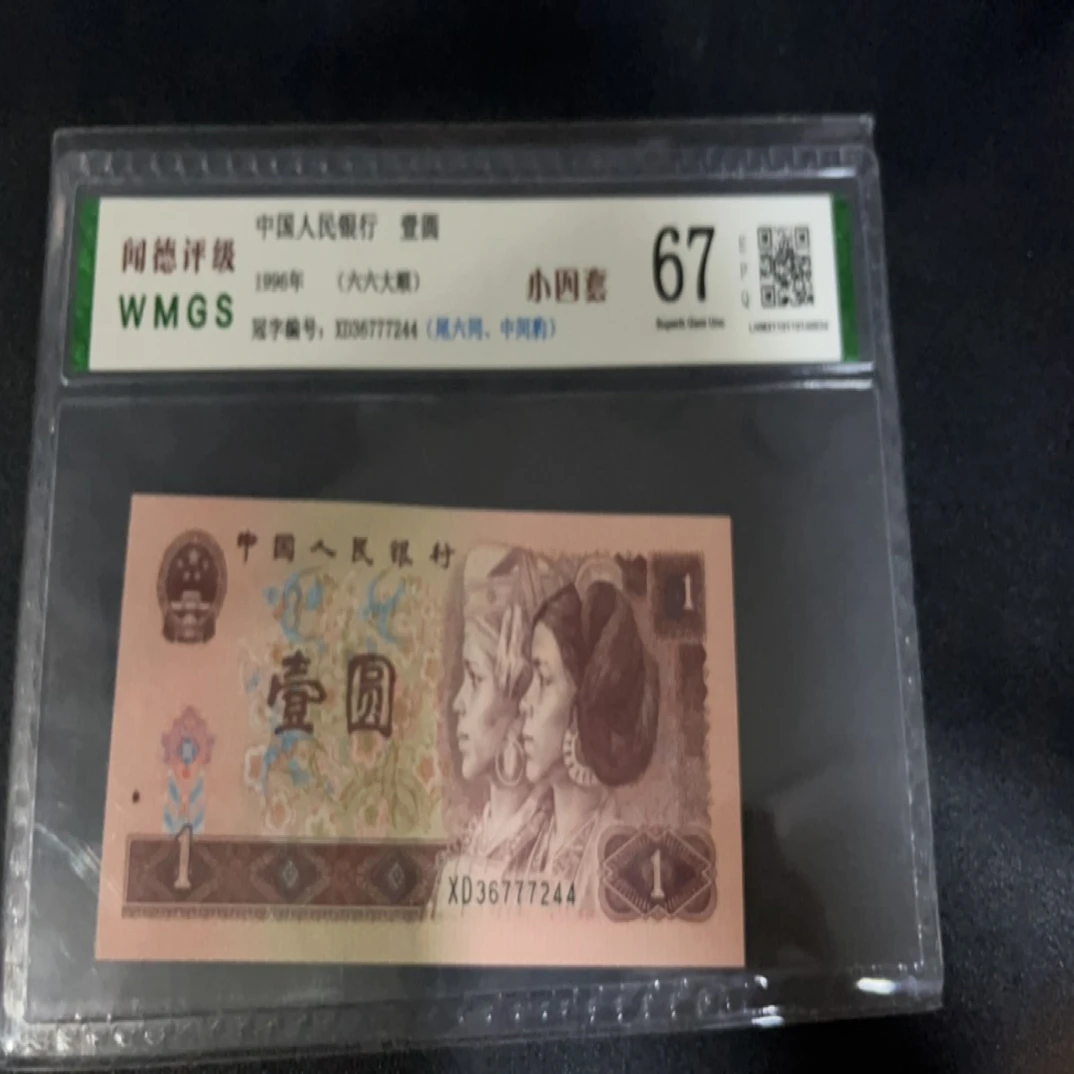 闻德评级
WMGS
中国人民银行 壹圆
1996年 （六六大顺）
冠字编号：XD36777244（尾六同、中间豹）
小四套
67
E
P
Q
Superb Gem Unc
中国人民银行
壹圆
1
1
XD36777244
1